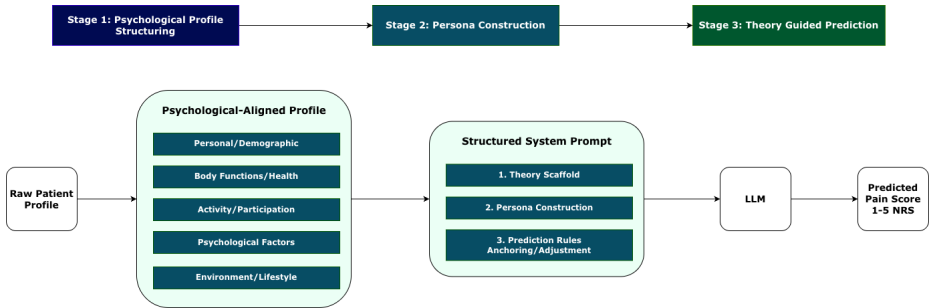 Stage 1: Psychological Profile
Structuring
Stage 2: Persona Construction
Stage 3: Theory Guided Prediction
Raw Patient
Profile
Psychological-Aligned Profile
Personal/Demographic
Body Functions/Health
Activity/Participation
Psychological Factors
Environment/Lifestyle
Structured System Prompt
1. Theory Scaffold
2. Persona Construction
3. Prediction Rules
Anchoring/Adjustment
LLM
Predicted
Pain Score
1-5 NRS